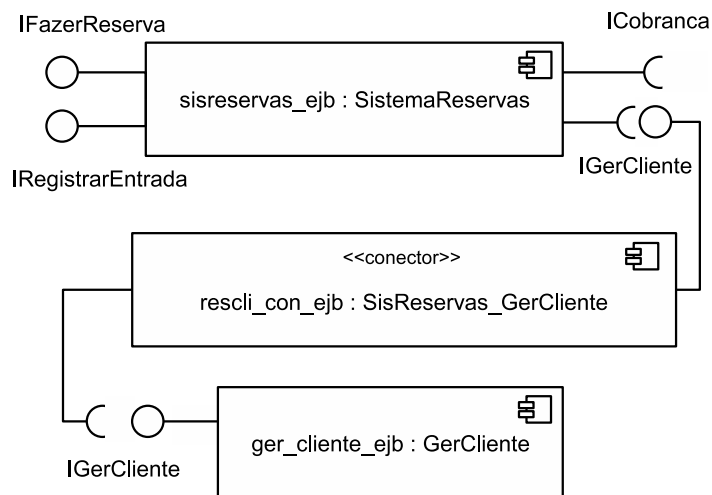 IFazerReserva
ICobranca
sisreservas_ejb : SistemaReservas
IRegistrarEntrada
IGerCliente
<<conector>>
rescli_con_ejb : SisReservas_GerCliente
ger_cliente_ejb : GerCliente
IGerCliente